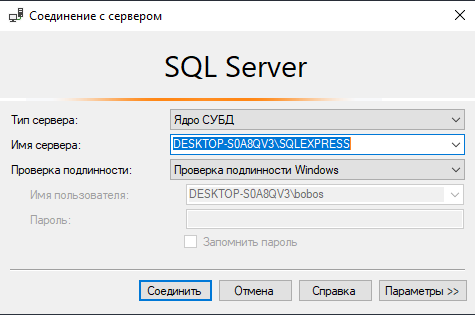 Соединение с сервером
SQL Server
Тип сервера: Ядро СУБД
Имя сервера: DESKTOP-S0A8QV3\SQLEXPRESS
Проверка подлинности: Проверка подлинности Windows
Имя пользователя: DESKTOP-S0A8QV3\bobos
Пароль:
Запомнить пароль
Соединить Отмена Справка Параметры >>